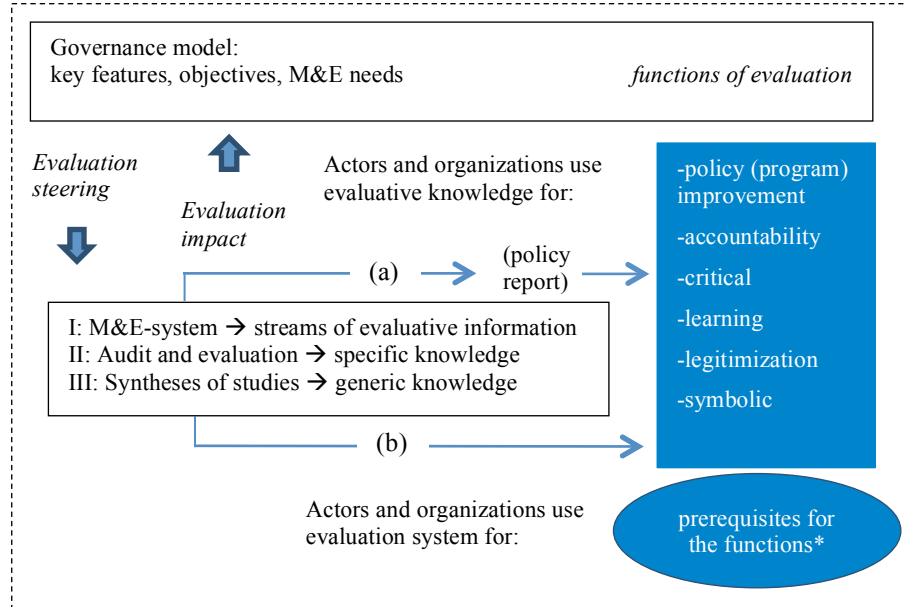 Governance model:
key features, objectives, M&E needs
functions of evaluation
Evaluation
steering
Evaluation
impact
Actors and organizations use
evaluative knowledge for:
(a)
(policy
report)
-policy (program)
improvement
-accountability
-critical
-learning
-legitimization
-symbolic
I: M&E-system → streams of evaluative information
II: Audit and evaluation → specific knowledge
III: Syntheses of studies → generic knowledge
(b)
Actors and organizations use
evaluation system for:
prerequisites for
the functions*